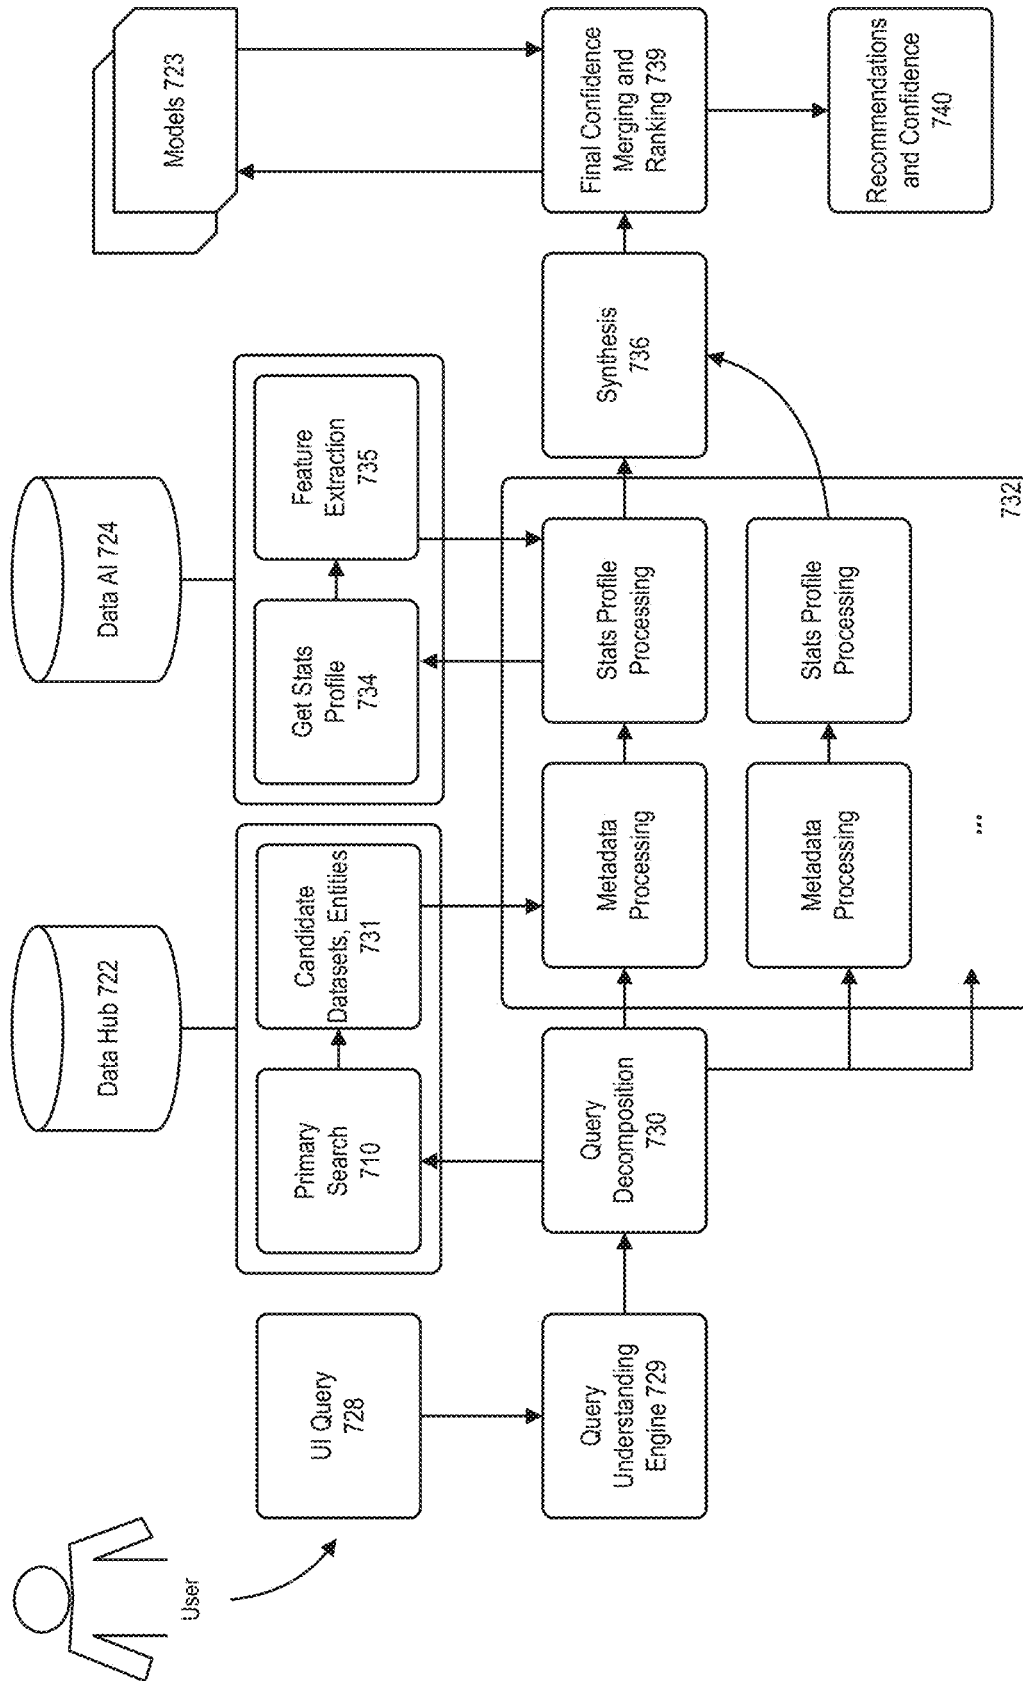 User
UI Query
728
Query
Understanding
Engine 729
Data Hub 722
Primary
Search
710
Candidate
Datasets, Entities
731
Query
Decomposition
730
Data AI 724
Get Stats
Profile
734
Feature
Extraction
735
Metadata
Processing
Stats Profile
Processing
Metadata
Processing
Stats Profile
Processing
...
732
Synthesis
736
Models 723
Final Confidence
Merging and
Ranking 739
Recommendations
and Confidence
740